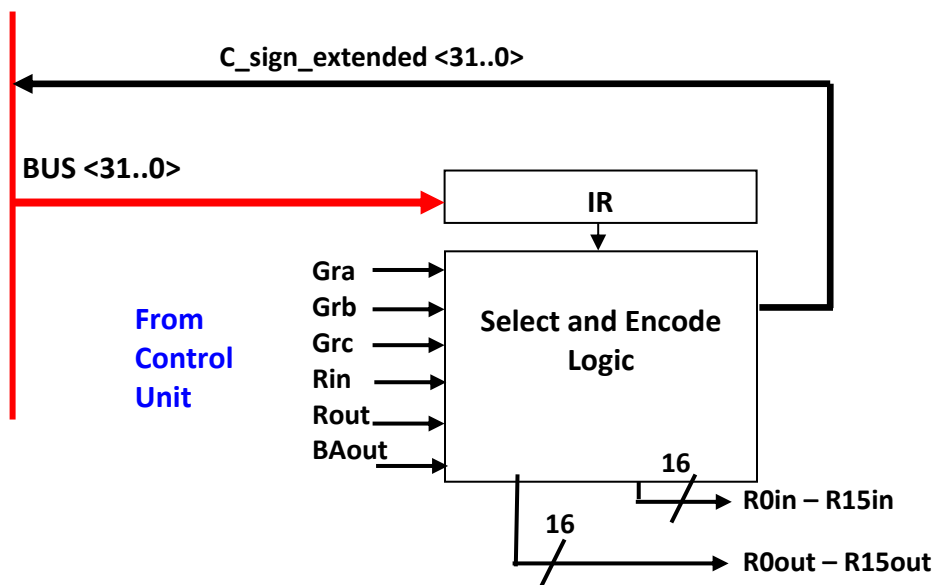 C_sign_extended <31..0>
BUS <31..0>
IR
Gra
Grb
Grc
Rin
Rout
BAout
From
Control
Unit
Select and Encode
Logic
16
R0in – R15in
16
R0out – R15out